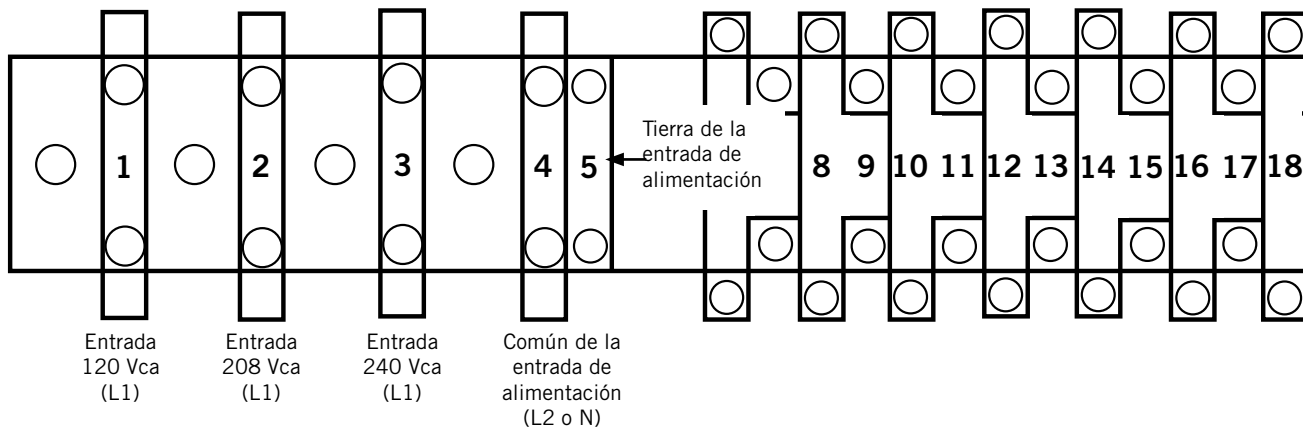 Tierra de la
entrada de
alimentación
1 2 3 4 5 8 9 10 11 12 13 14 15 16 17 18
Entrada
120 Vca
(L1)
Entrada
208 Vca
(L1)
Entrada
240 Vca
(L1)
Común de la
entrada de
alimentación
(L2 o N)